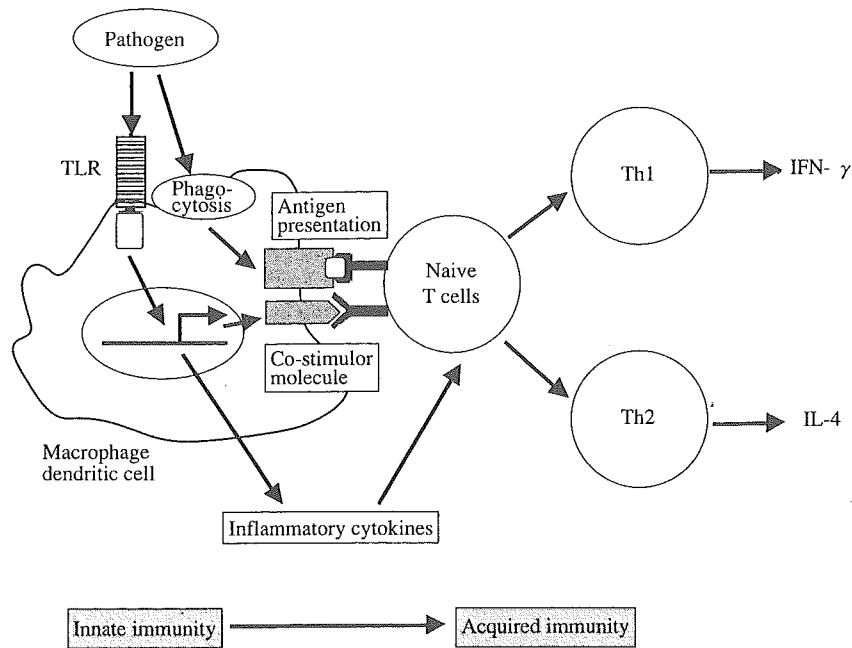 Pathogen
TLR
Phago-
cytosis
Antigen
presentation
Naive
T cells
Th1
IFN- γ
Co-stimulor
molecule
Th2
IL-4
Macrophage
dendritic cell
Inflammatory cytokines
Innate immunity
Acquired immunity